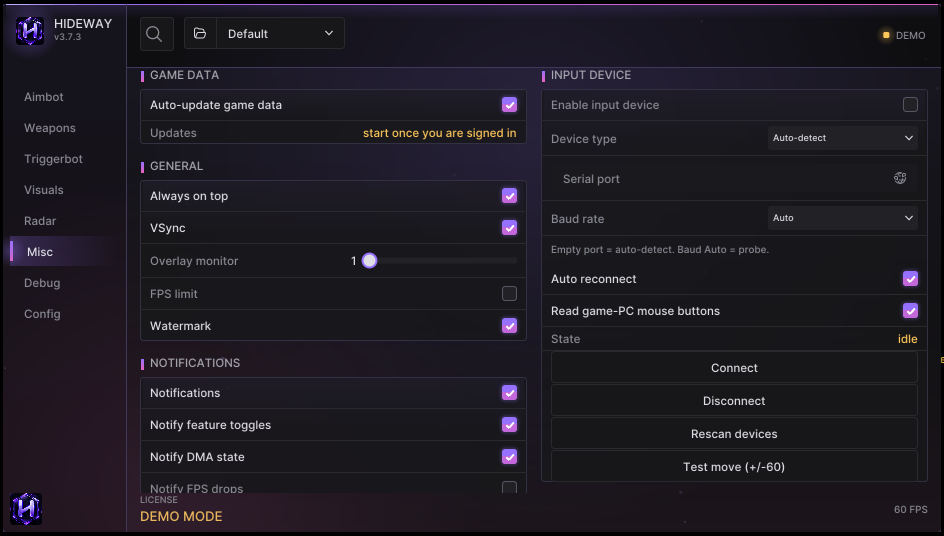 HIDEWAY
v3.7.3
Default
DEMO
Aimbot
Weapons
Triggerbot
Visuals
Radar
Misc
Debug
Config
GAME DATA
Auto-update game data
Updates start once you are signed in
GENERAL
Always on top
VSync
Overlay monitor 1
FPS limit
Watermark
NOTIFICATIONS
Notifications
Notify feature toggles
Notify DMA state
Notify FPS drops
INPUT DEVICE
Enable input device
Device type Auto-detect
Serial port
Baud rate Auto
Empty port = auto-detect. Baud Auto = probe.
Auto reconnect
Read game-PC mouse buttons
State idle
Connect
Disconnect
Rescan devices
Test move (+/-60)
LICENSE
DEMO MODE
60 FPS